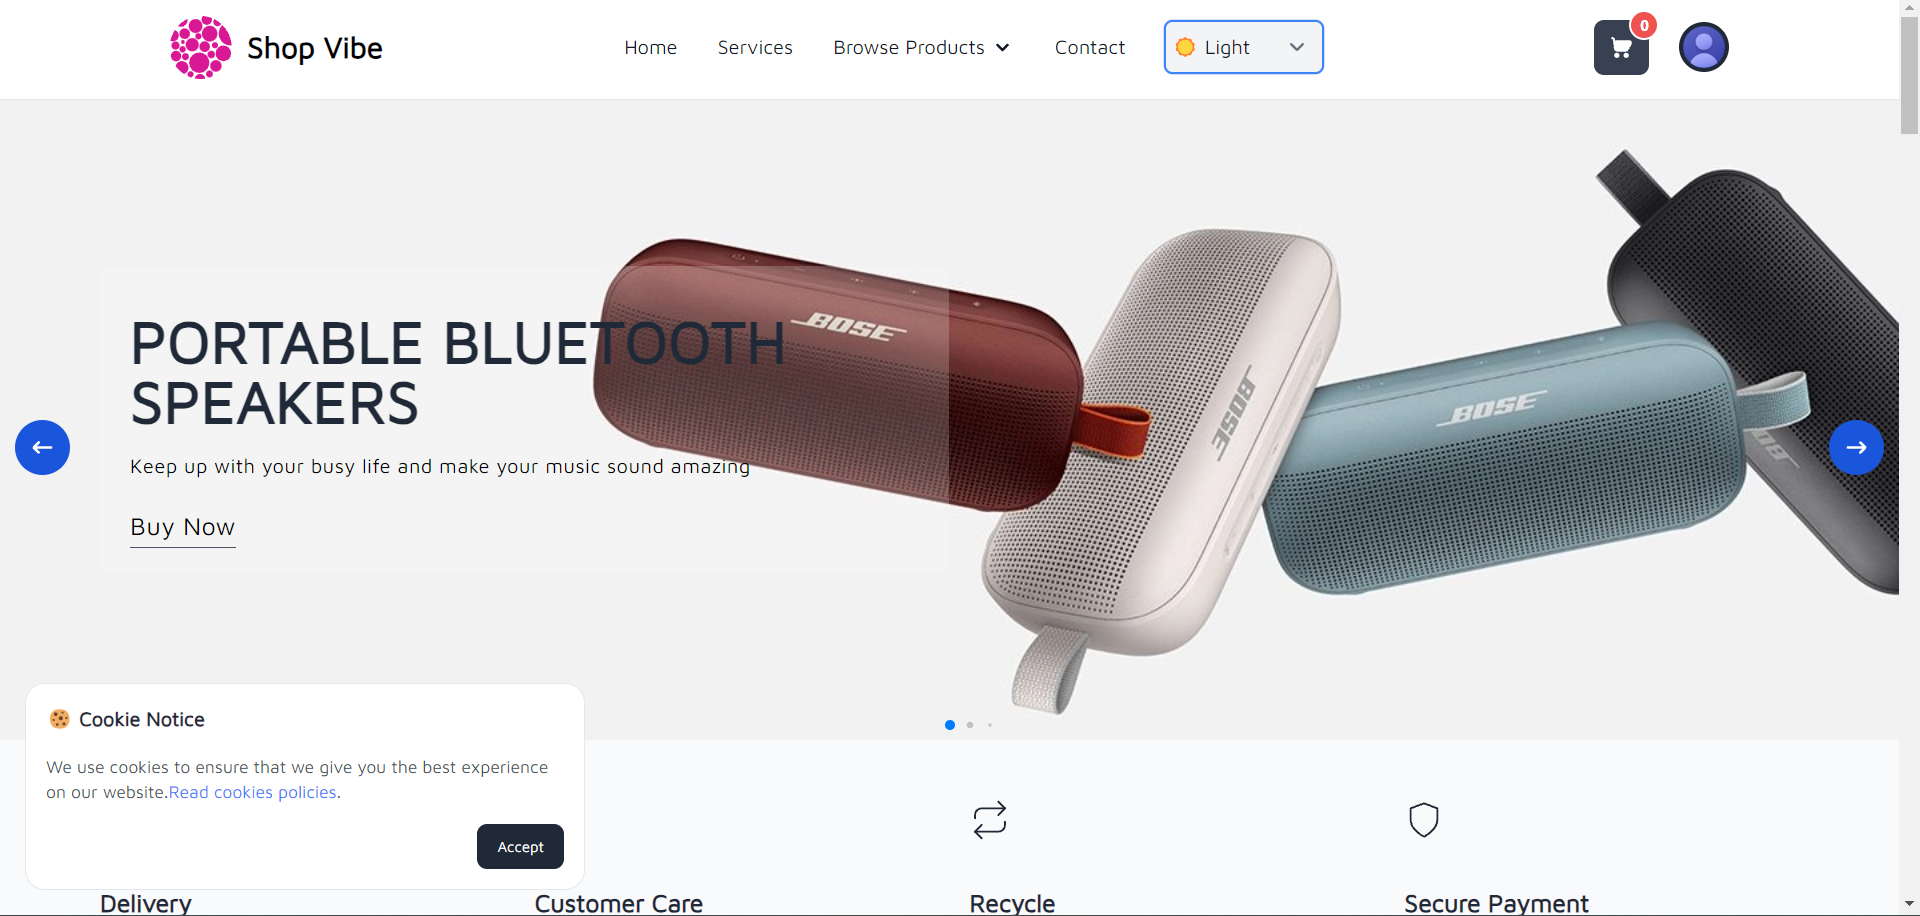 Shop Vibe
Home
Services
Browse Products
Contact
Light
0
PORTABLE BLUETOOTH
SPEAKERS
Keep up with your busy life and make your music sound amazing
Buy Now
BOSE
BOSE
BOSE
BO
Cookie Notice
We use cookies to ensure that we give you the best experience
on our website.Read cookies policies.
Accept
Delivery
Customer Care
Recycle
Secure Payment